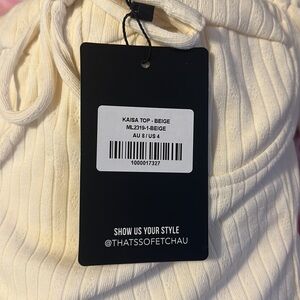 KAISA TOP - BEIGE
ML2319-1-BEIGE
AU 8 / US 4
1000017327
SHOW US YOUR STYLE
@THATSSOFETCHAU